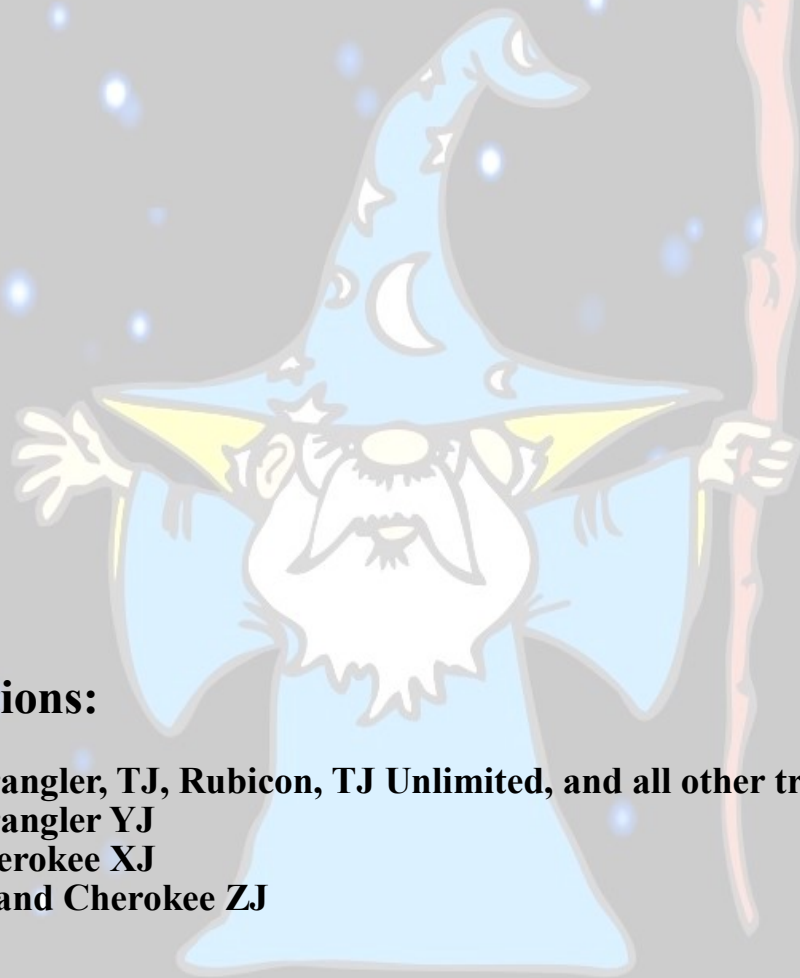 ions:
angler, TJ, Rubicon, TJ Unlimited, and all other tr
angler YJ
erokee XJ
and Cherokee ZJ